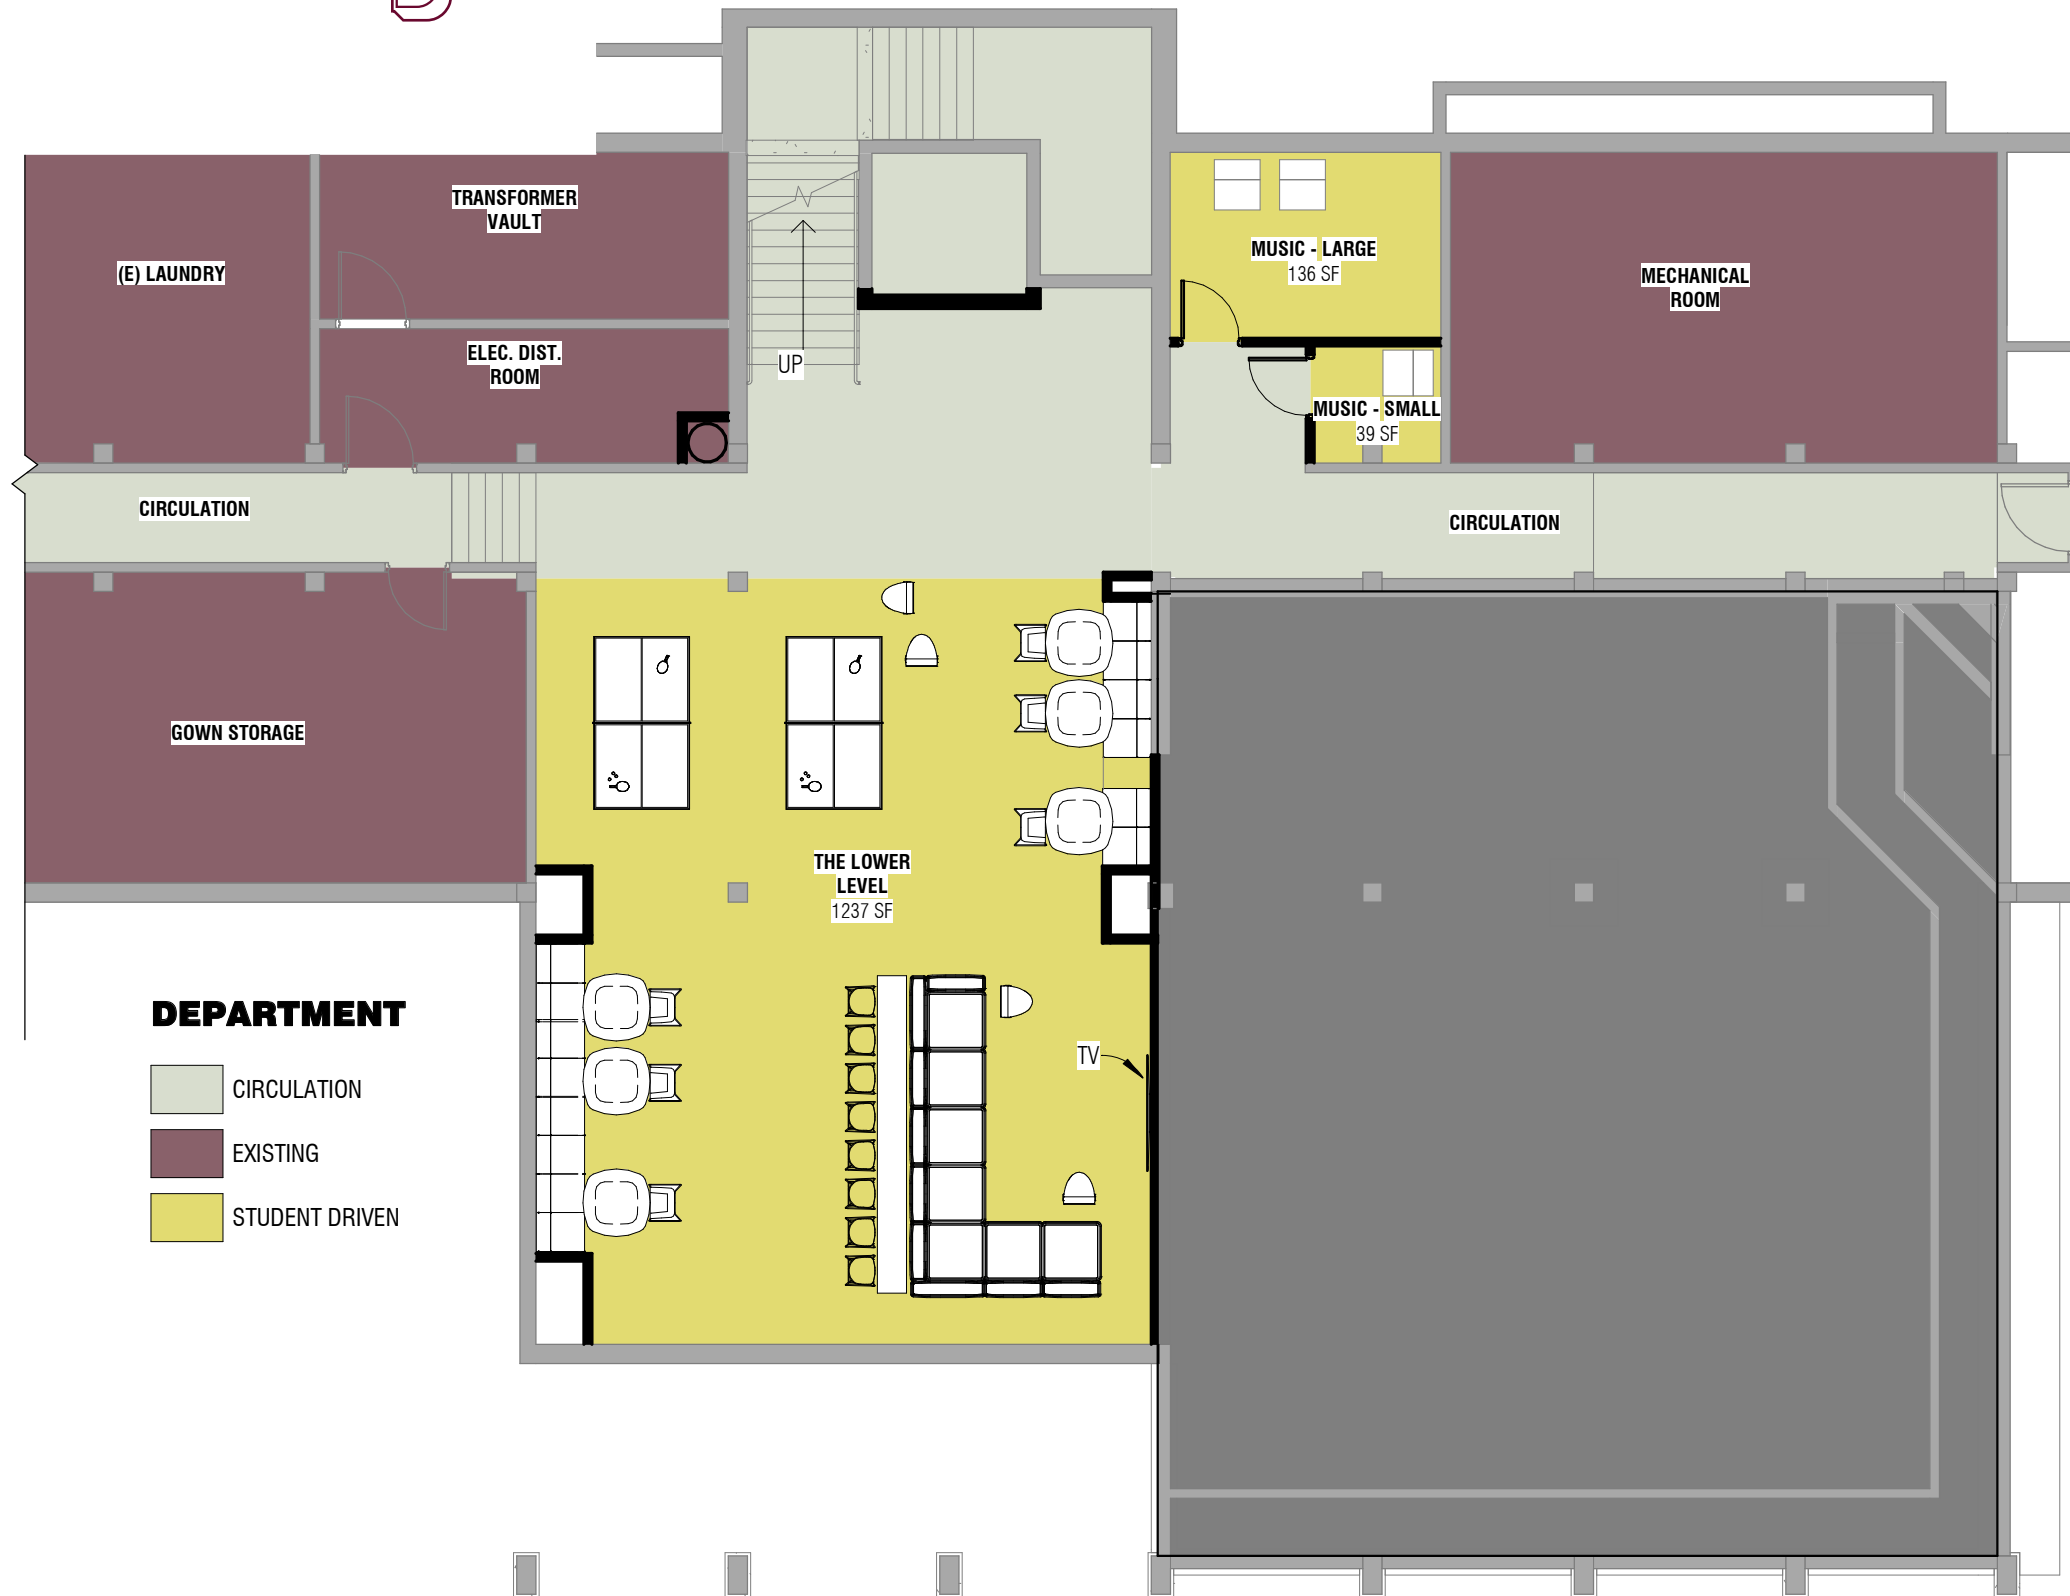 TRANSFORMER
VAULT
(E) LAUNDRY
MUSIC - LARGE
136 SF
MECHANICAL
ROOM
ELEC. DIST.
ROOM
UP
MUSIC - SMALL
39 SF
CIRCULATION
CIRCULATION
GOWN STORAGE
THE LOWER
LEVEL
1237 SF
TV
DEPARTMENT
CIRCULATION
EXISTING
STUDENT DRIVEN